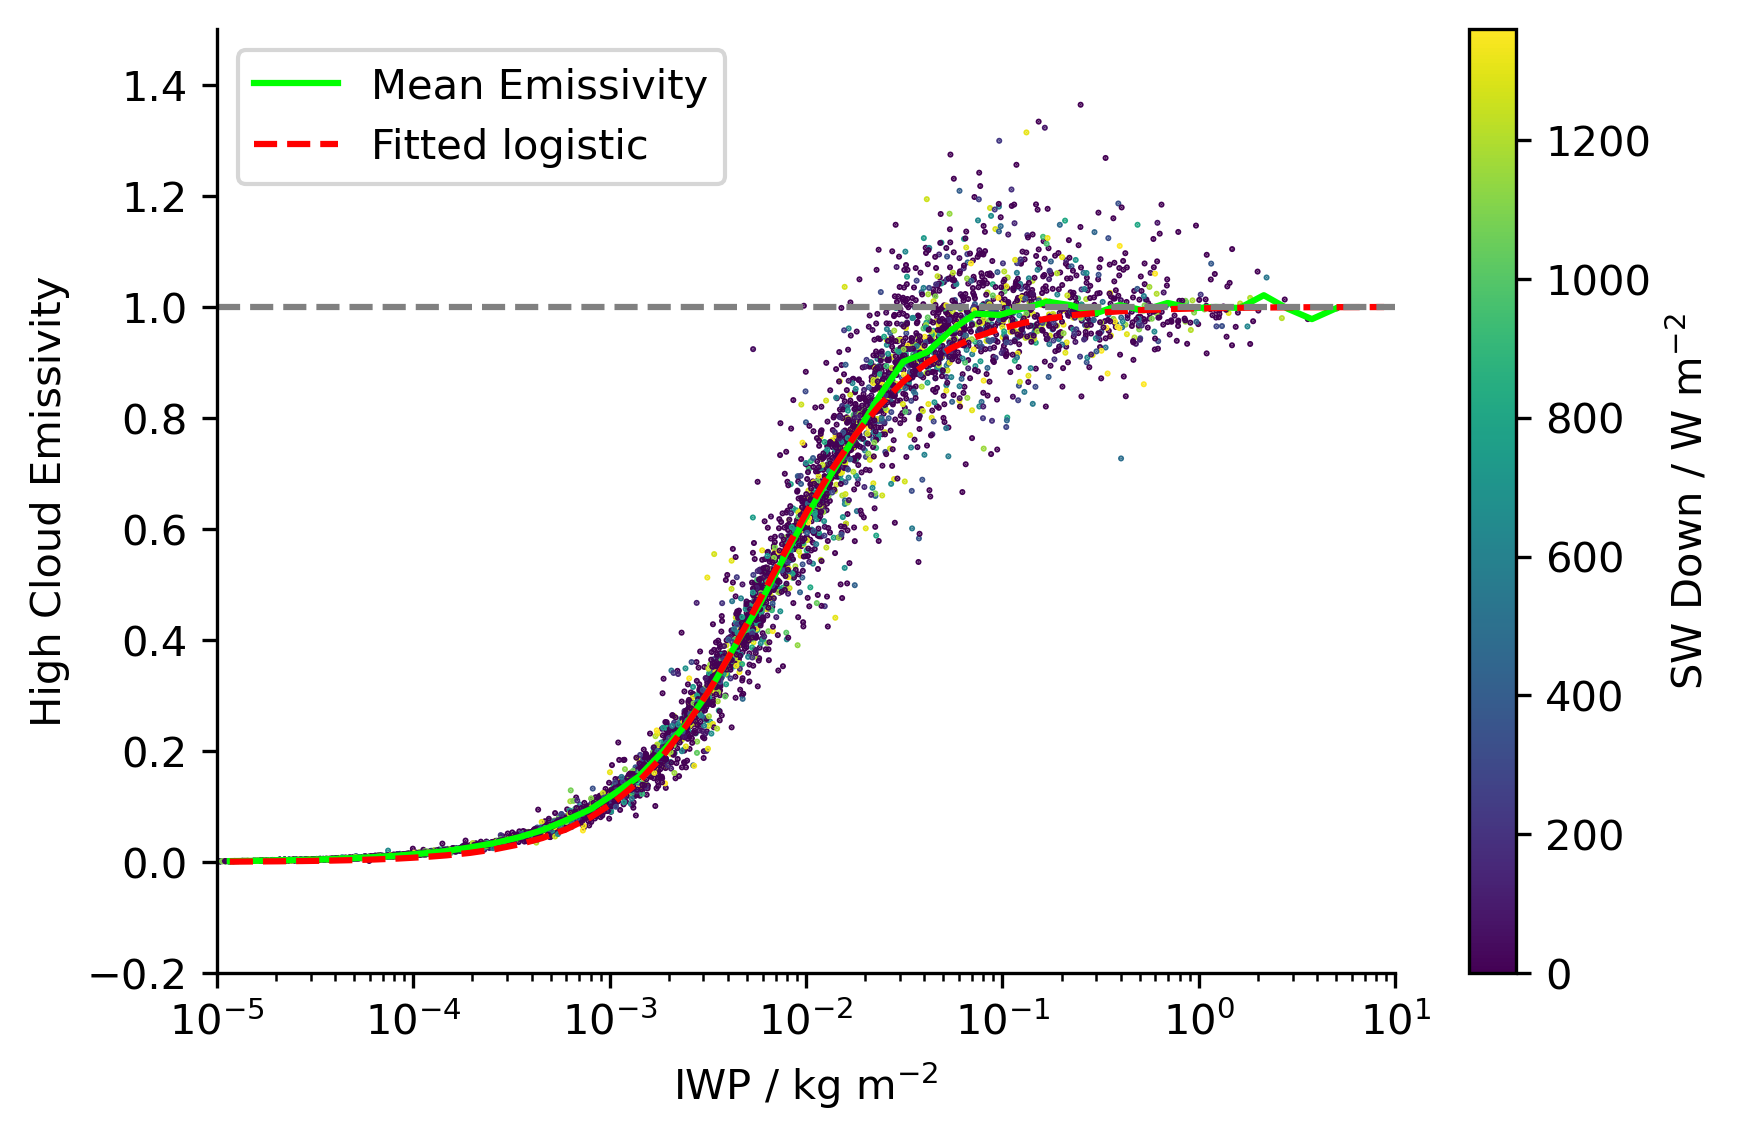 Mean Emissivity
Fitted logistic
High Cloud Emissivity
1.4
1.2
1.0
0.8
0.6
0.4
0.2
0.0
−0.2
10⁻⁵ 10⁻⁴ 10⁻³ 10⁻² 10⁻¹ 10⁰ 10¹
IWP / kg m⁻²
1200
1000
800
600
400
200
0
SW Down / W m⁻²